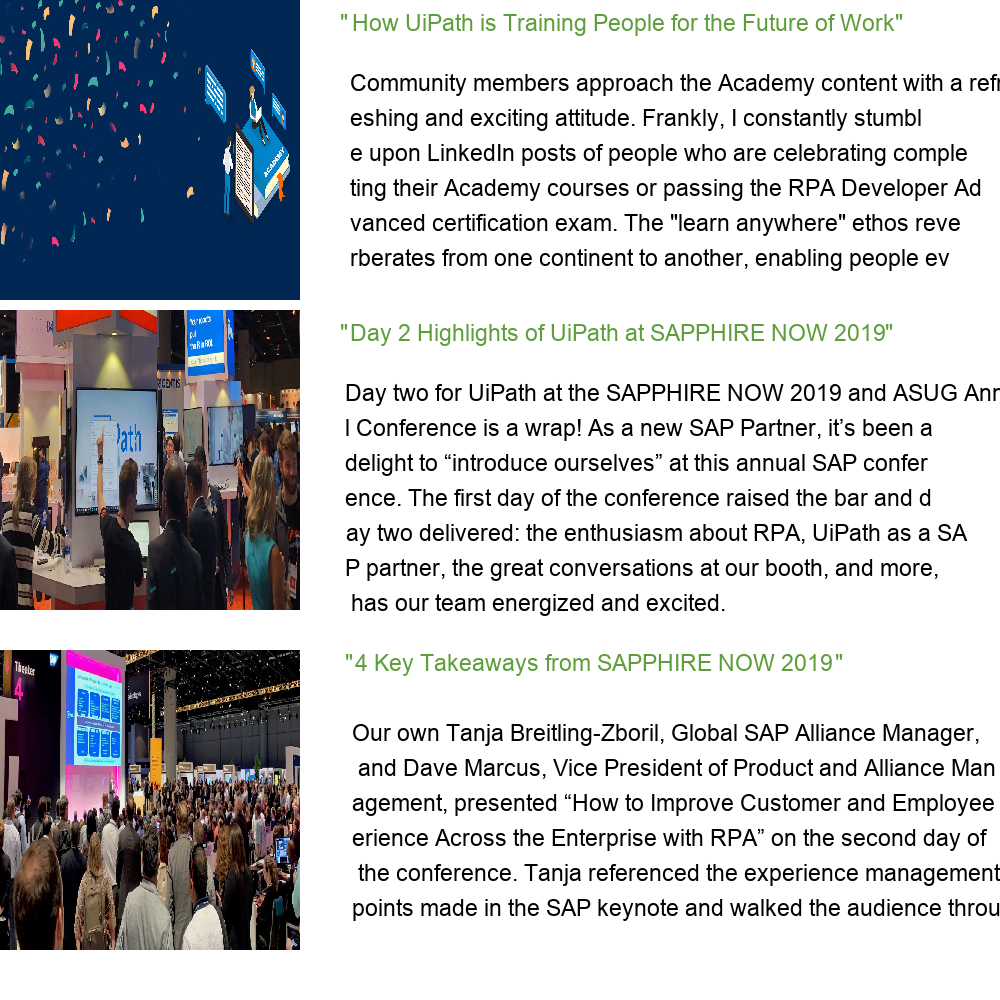 "How UiPath is Training People for the Future of Work"
Community members approach the Academy content with a refr
eshing and exciting attitude. Frankly, I constantly stumbl
e upon LinkedIn posts of people who are celebrating comple
ting their Academy courses or passing the RPA Developer Ad
vanced certification exam. The "learn anywhere" ethos reve
rberates from one continent to another, enabling people ev
ACADEMY
"Day 2 Highlights of UiPath at SAPPHIRE NOW 2019"
Day two for UiPath at the SAPPHIRE NOW 2019 and ASUG Ann
l Conference is a wrap! As a new SAP Partner, it’s been a
delight to “introduce ourselves” at this annual SAP confer
ence. The first day of the conference raised the bar and d
ay two delivered: the enthusiasm about RPA, UiPath as a SA
P partner, the great conversations at our booth, and more,
has our team energized and excited.
Your robots
Path
"4 Key Takeaways from SAPPHIRE NOW 2019"
Our own Tanja Breitling-Zboril, Global SAP Alliance Manager,
and Dave Marcus, Vice President of Product and Alliance Man
agement, presented “How to Improve Customer and Employee
erience Across the Enterprise with RPA” on the second day of
the conference. Tanja referenced the experience management
points made in the SAP keynote and walked the audience throu
Theater
4